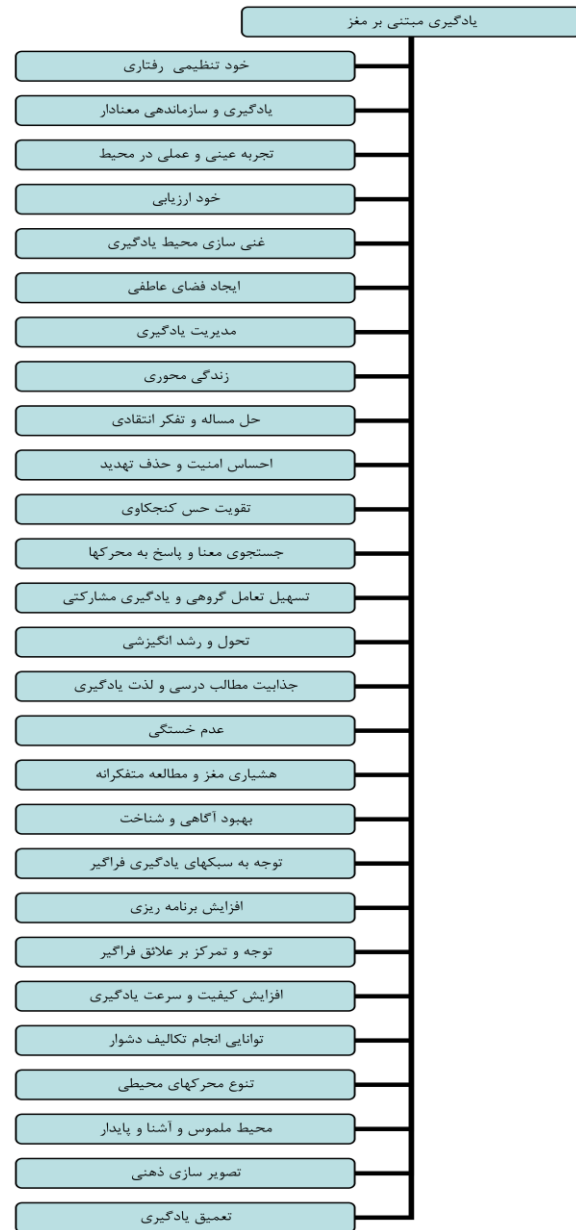 یادگیری مبتنی بر مغز
خود تنظیمی رفتاری
یادگیری و سازماندهی معنادار
تجربه عینی و عملی در محیط
خود ارزیابی
غنی سازی محیط یادگیری
ایجاد فضای عاطفی
مدیریت یادگیری
زندگی محوری
حل مساله و تفکر انتقادی
احساس امنیت و حذف تهدید
تقویت حس کنجکاوی
جستجوی معنا و پاسخ به محرکها
تسهیل تعامل گروهی و یادگیری مشارکتی
تحول و رشد انگیزشی
جذابیت مطالب درسی و لذت یادگیری
عدم خستگی
هشیاری مغز و مطالعه متفکرانه
بهبود آگاهی و شناخت
توجه به سبکهای یادگیری فراگیر
افزایش برنامه ریزی
توجه و تمرکز بر علائق فراگیر
افزایش کیفیت و سرعت یادگیری
توانایی انجام تکالیف دشوار
تنوع محرکهای محیطی
محیط ملموس و آشنا و پایدار
تصویر سازی ذهنی
تعمیق یادگیری